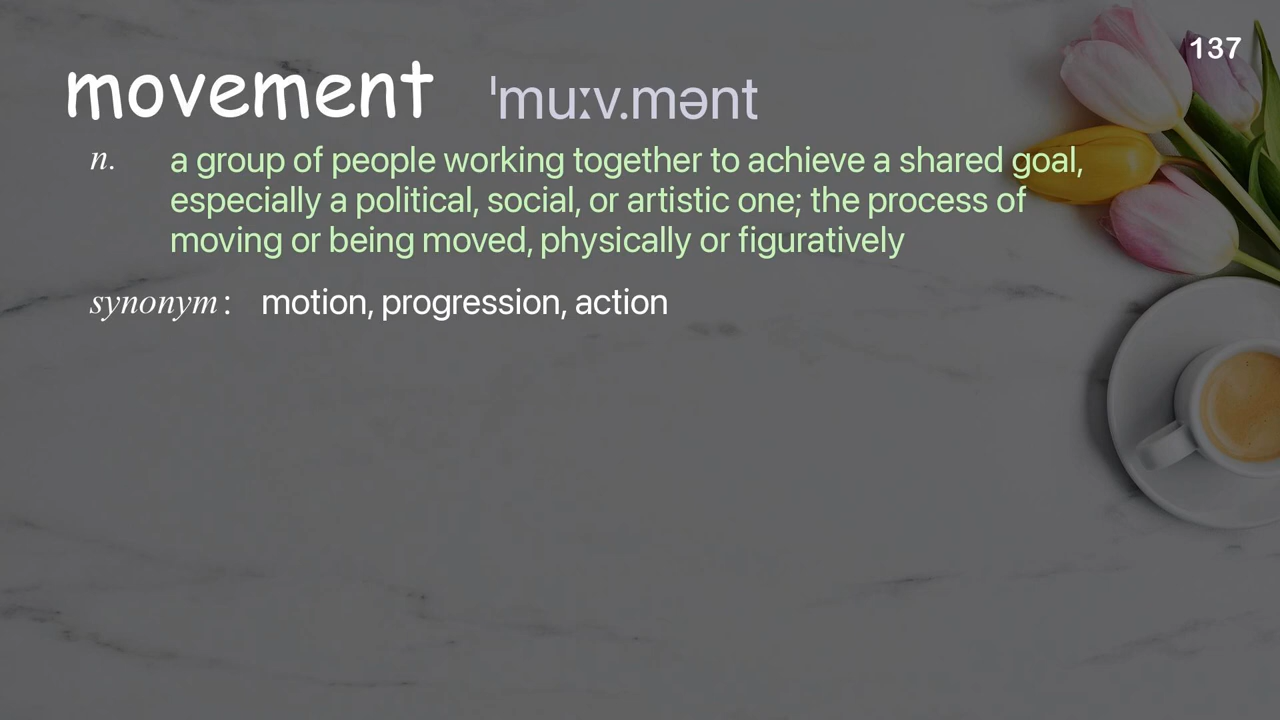 137
movement ˈmuːv.mənt
n. a group of people working together to achieve a shared goal,
especially a political, social, or artistic one; the process of
moving or being moved, physically or figuratively
synonym : motion, progression, action